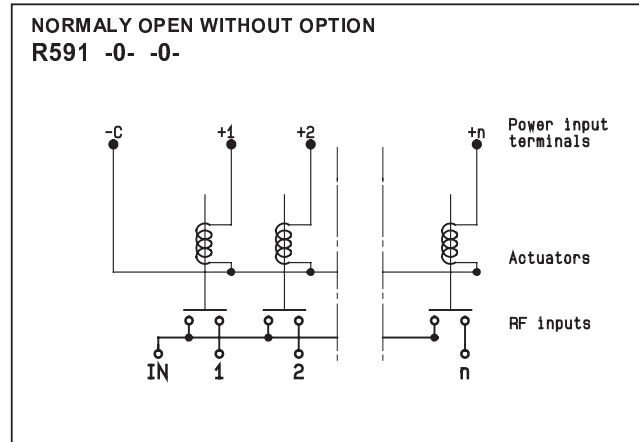 NORMALY OPEN WITHOUT OPTION
R591 -0- -0-
-C +1 +2 +n Power input
terminals
Actuators
RF inputs
IN 1 2 n